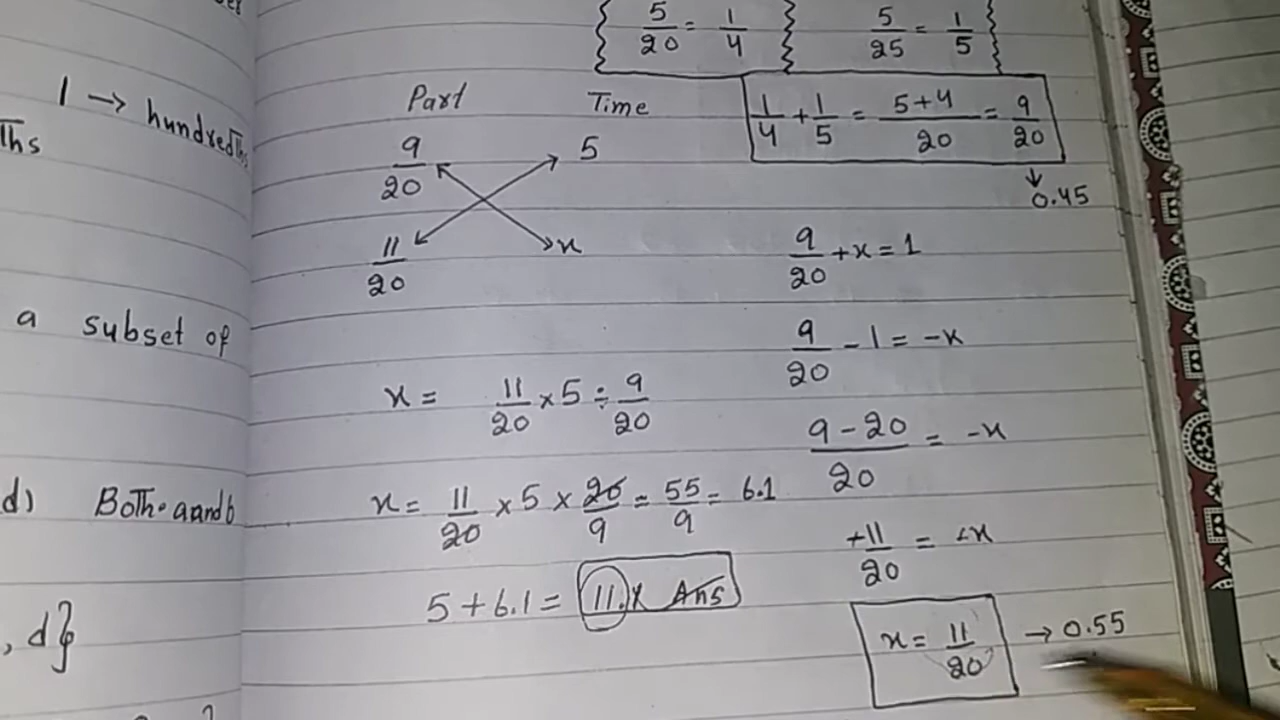 1 → hundredths
Ths
a subset of
d) Both a and b
, d}
5/20 = 1/4
5/25 = 1/5
Part Time
9/20 5
11/20 x
x = 11/20 × 5 ÷ 9/20
x = 11/20 × 5 × 20/9 = 55/9 = 6.1
5 + 6.1 = 11.1 Ans
1/4 + 1/5 = 5+4/20 = 9/20
↓
0.45
9/20 + x = 1
9/20 - 1 = -x
9 - 20/20 = -x
+11/20 = +x
x = 11/20 → 0.55